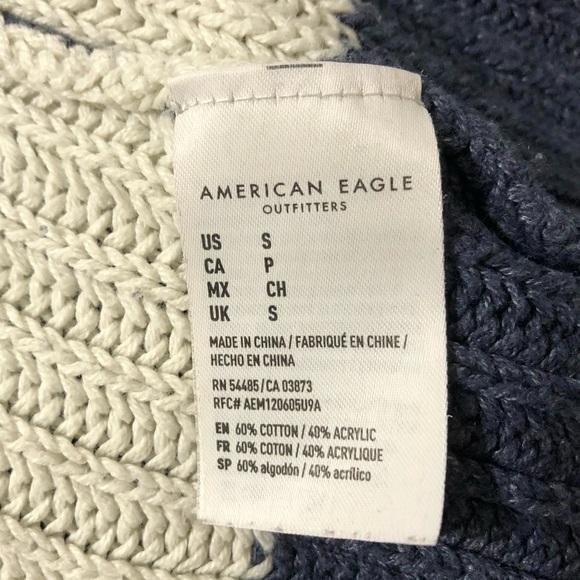 AMERICAN EAGLE
OUTFITTERS
US S
CA P
MX CH
UK S
MADE IN CHINA / FABRIQUÉ EN CHINE /
HECHO EN CHINA
RN 54485 / CA 03873
RFC# AEM120605U9A
EN 60% COTTON / 40% ACRYLIC
FR 60% COTON / 40% ACRYLIQUE
SP 60% algodón / 40% acrílico